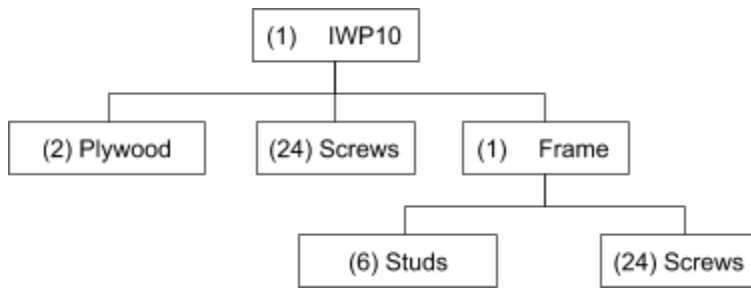 (1) IWP10
(2) Plywood
(24) Screws
(1) Frame
(6) Studs
(24) Screws